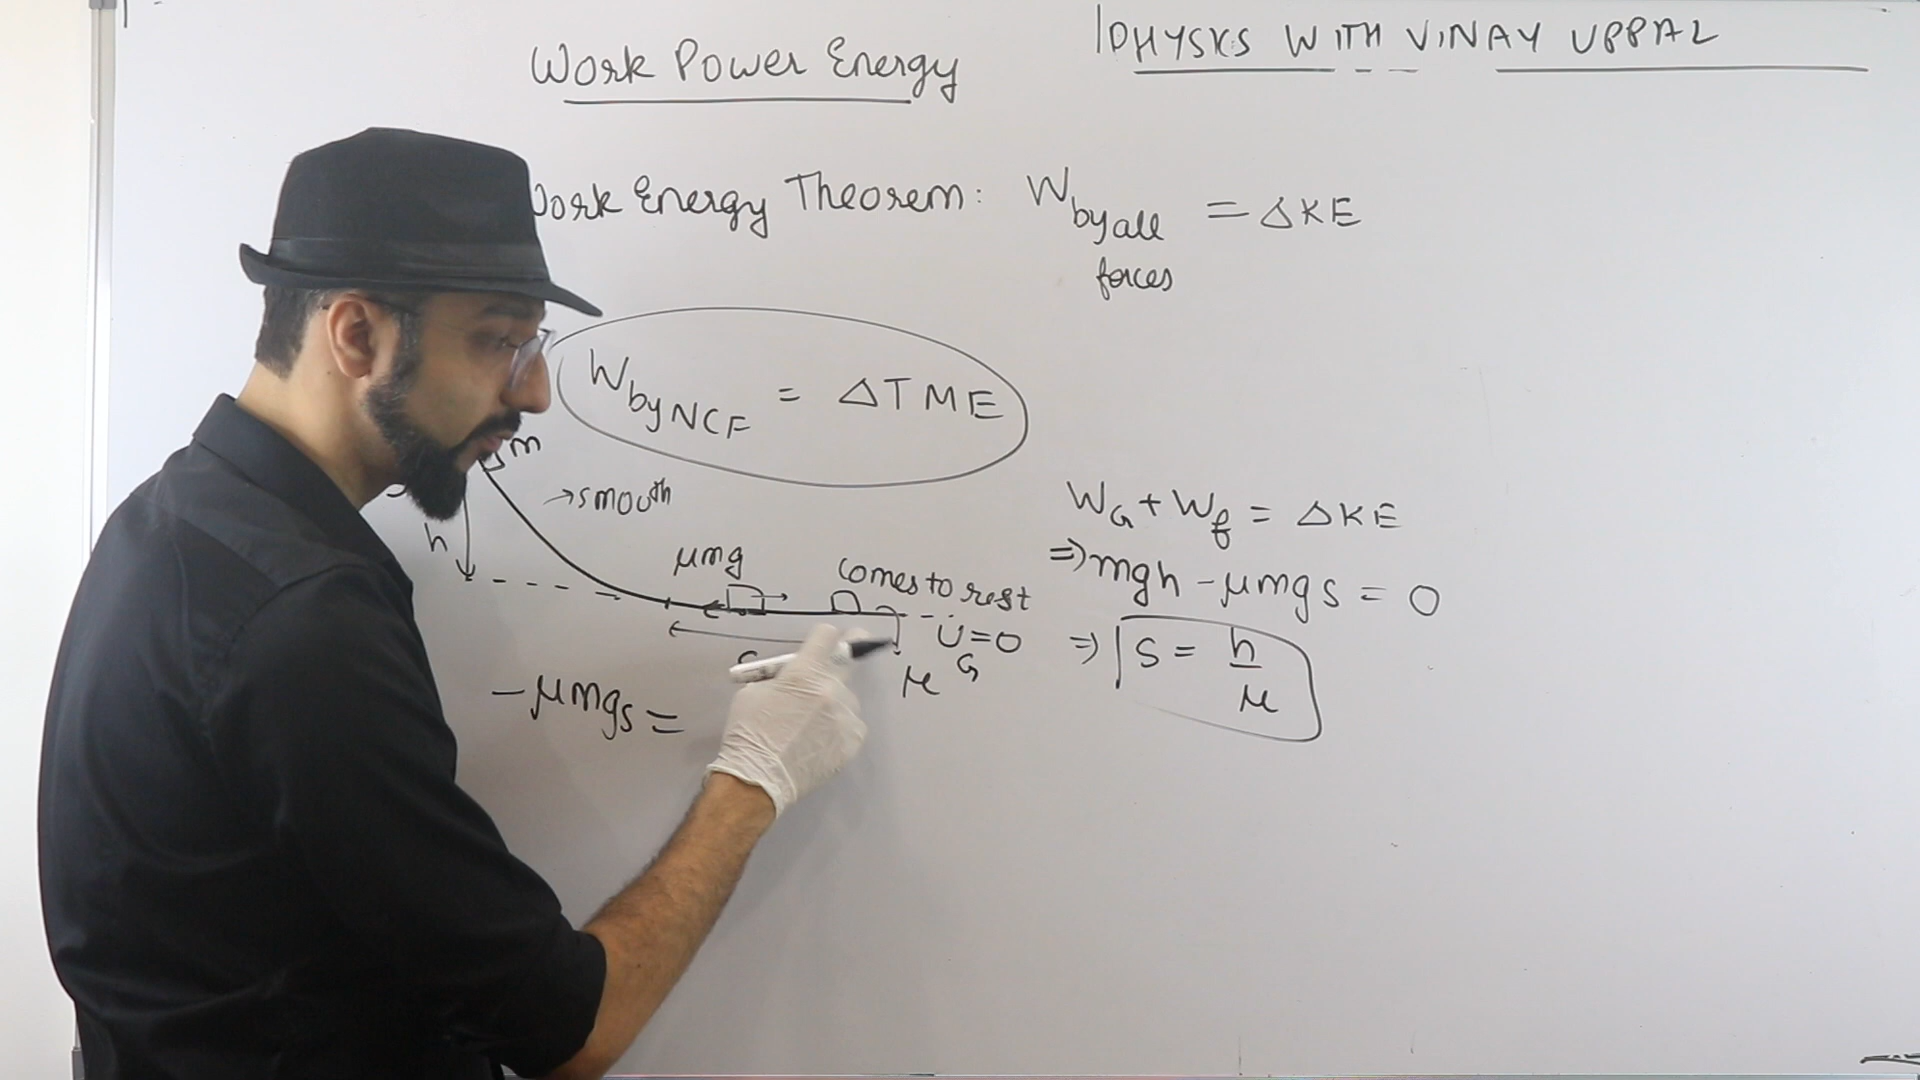 Work Power Energy
PHYSICS WITH VINAY UPPAL
Work Energy Theorem: W by all forces = ΔKE
W by NCF = ΔTME
m
→smooth
h
μmg
comes to rest
U_G=0
μ
-μmgs =
W_G + W_f = ΔKE
⇒mgh - μmgs = 0
⇒ s = h/μ